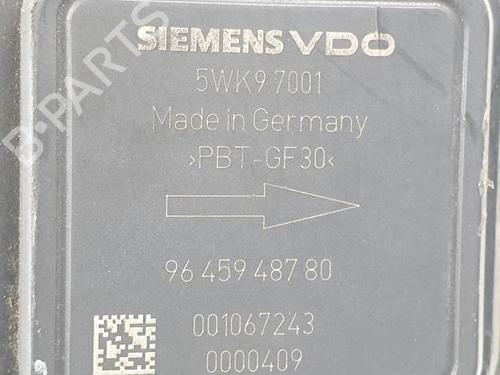 SIEMENS VDO
5WK9 7001
Made in Germany
>PBT-GF30<
96 459 487 80
001067243
0000409
B-PARTS